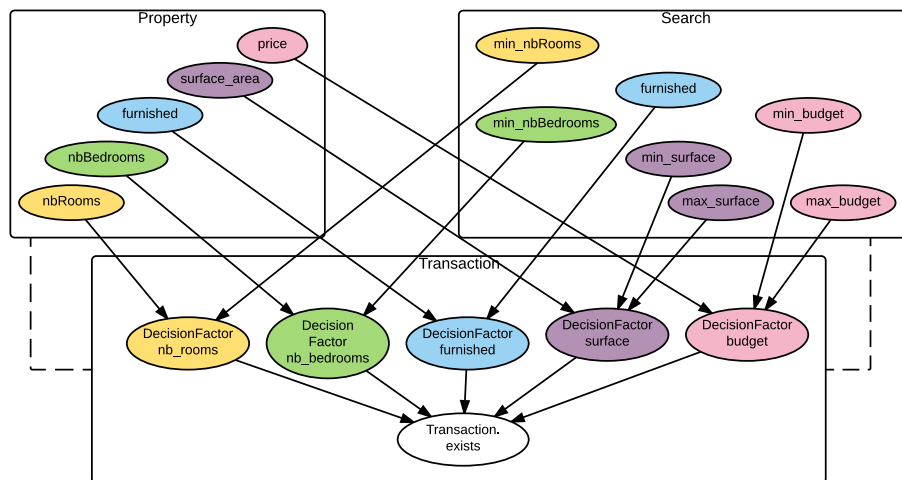 Property
price
surface_area
furnished
nbBedrooms
nbRooms
Search
min_nbRooms
furnished
min_nbBedrooms
min_budget
min_surface
max_surface
max_budget
Transaction
DecisionFactor
nb_rooms
Decision
Factor
nb_bedrooms
DecisionFactor
furnished
DecisionFactor
surface
DecisionFactor
budget
Transaction.
exists